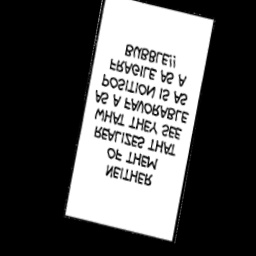 NEITHER
OF THEM
REALIZES THAT
WHAT THEY SEE
AS A FAVORABLE
POSITION IS AS
FRAGILE AS A
BUBBLE!!